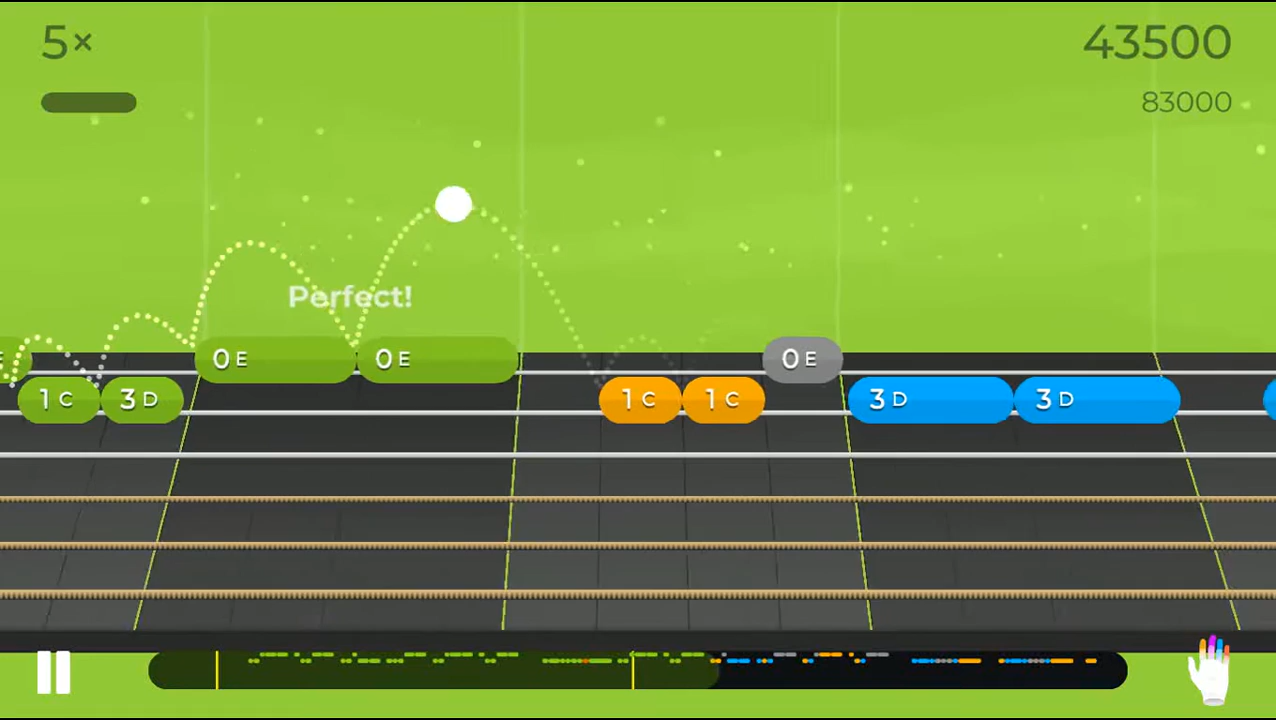 5×
43500
83000
Perfect!
0 E 0 E 0 E
1 C 3 D 1 C 1 C 3 D 3 D